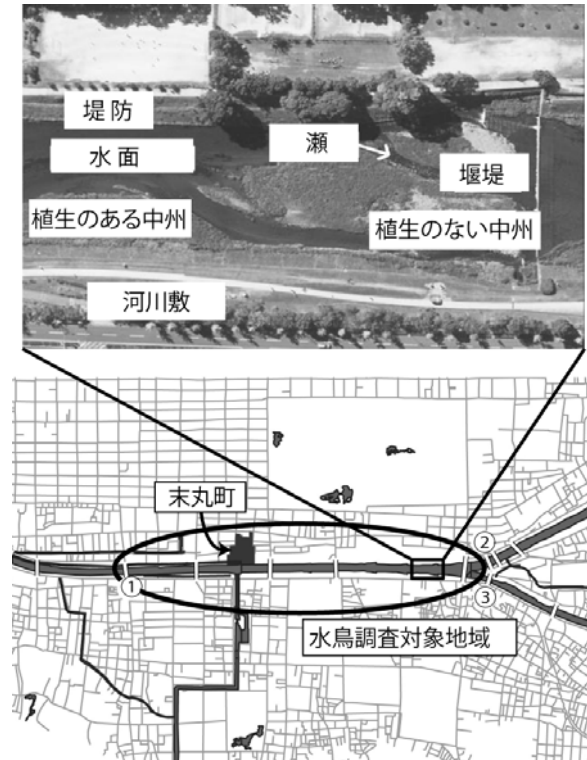 堤防
水面
瀬
堰堤
植生のある中州
植生のない中州
河川敷
末丸町
①
②
③
水鳥調査対象地域